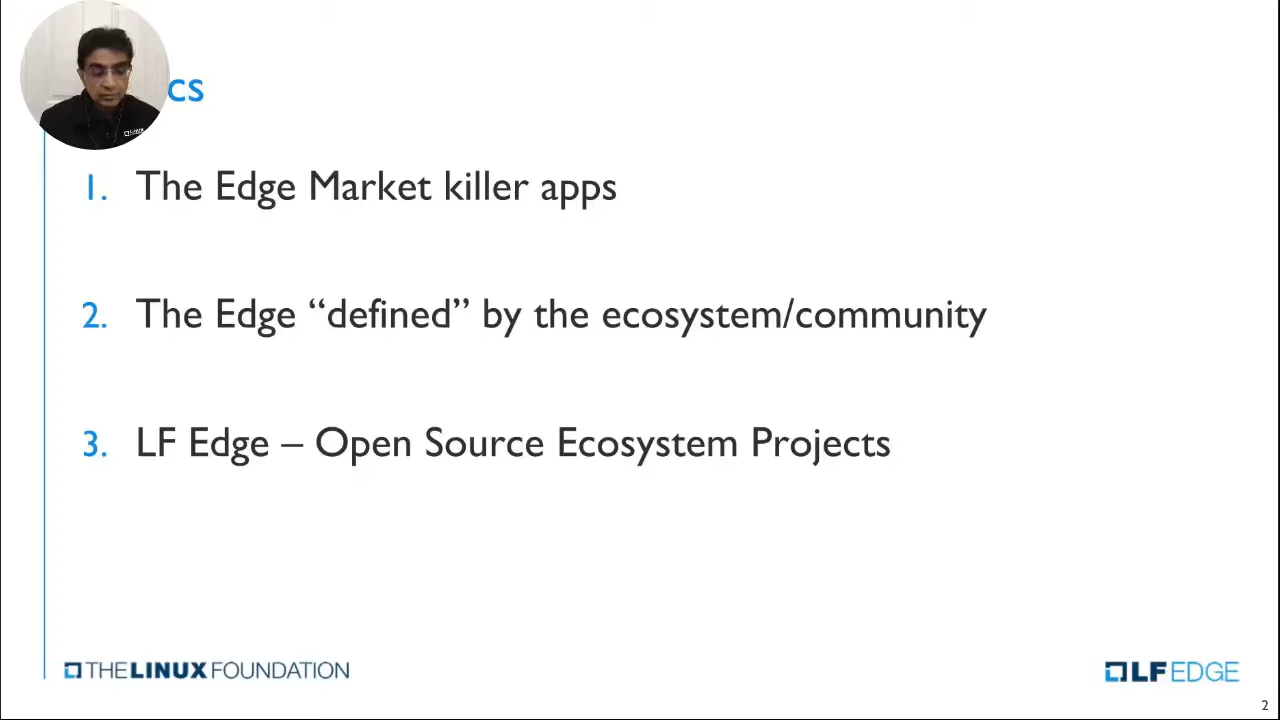 cs
1. The Edge Market killer apps
2. The Edge “defined” by the ecosystem/community
3. LF Edge – Open Source Ecosystem Projects
THE LINUX FOUNDATION
LF EDGE
2